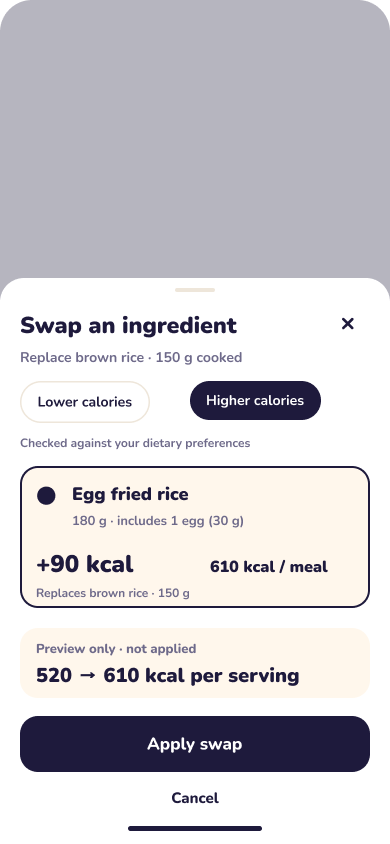 Swap an ingredient
Replace brown rice · 150 g cooked
Lower calories
Higher calories
Checked against your dietary preferences
Egg fried rice
180 g · includes 1 egg (30 g)
+90 kcal
610 kcal / meal
Replaces brown rice · 150 g
Preview only · not applied
520 → 610 kcal per serving
Apply swap
Cancel